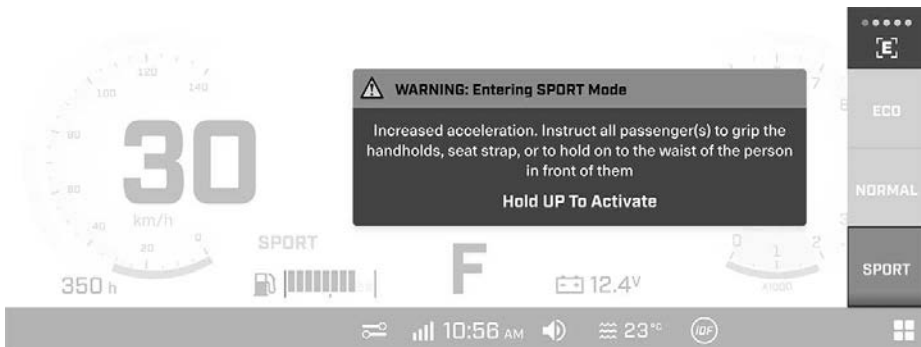 120
100
140
80
60
40
20
0
30
km/h
350 h
SPORT
F
12.4V
WARNING: Entering SPORT Mode
Increased acceleration. Instruct all passenger(s) to grip the
handholds, seat strap, or to hold on to the waist of the person
in front of them
Hold UP To Activate
7
0
1
2
x1000
[E]
ECO
NORMAL
SPORT
10:56 AM
23°C
iDF